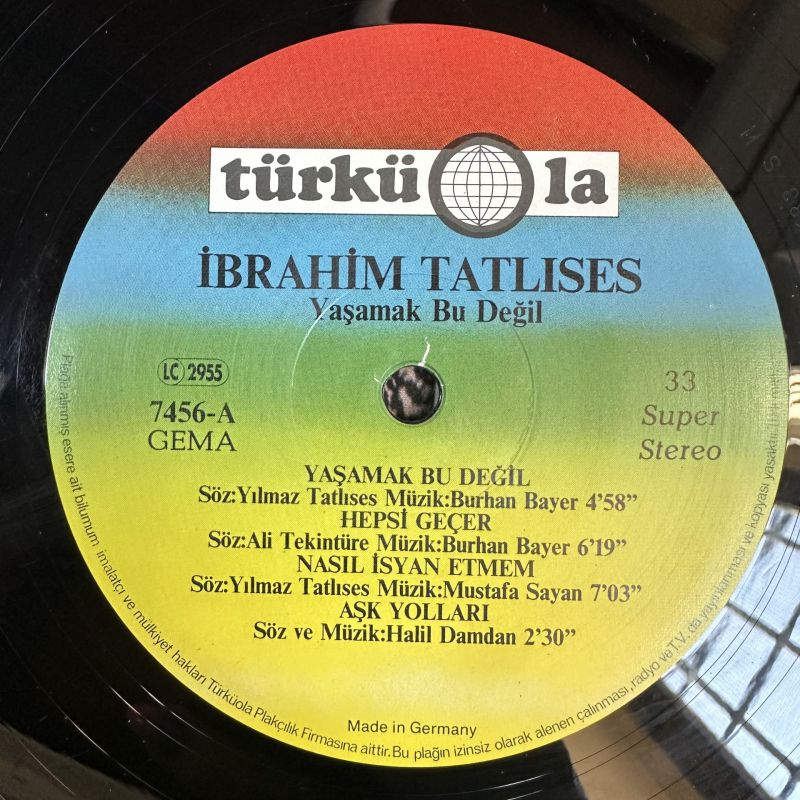 türküola
İBRAHİM TATLISES
Yaşamak Bu Değil
LC 2955
7456-A
GEMA
33
Super
Stereo
YAŞAMAK BU DEĞİL
Söz:Yılmaz Tatlıses Müzik:Burhan Bayer 4’58”
HEPSİ GEÇER
Söz:Ali Tekintüre Müzik:Burhan Bayer 6’19”
NASIL İSYAN ETMEM
Söz:Yılmaz Tatlıses Müzik:Mustafa Sayan 7’03”
AŞK YOLLARI
Söz ve Müzik:Halil Damdan 2’30”
Made in Germany
Plağa alınmış esere ait bilumum imalatçı ve mülkiyet hakları Türküola Plakçılık Firmasına aittir.Bu plağın izinsiz olarak alenen çalınması,radyo ve T.V.da yayınlanması ve kopyası yasaktır.